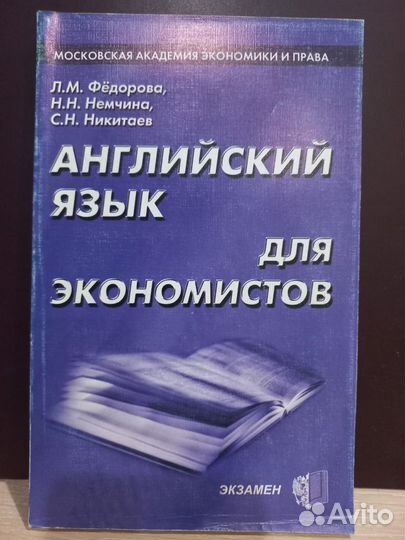 МОСКОВСКАЯ АКАДЕМИЯ ЭКОНОМИКИ И ПРАВА
Л.М. Фёдорова,
Н.Н. Немчина,
С.Н. Никитаев
АНГЛИЙСКИЙ
ЯЗЫК
ДЛЯ
ЭКОНОМИСТОВ
ЭКЗАМЕН
Avito